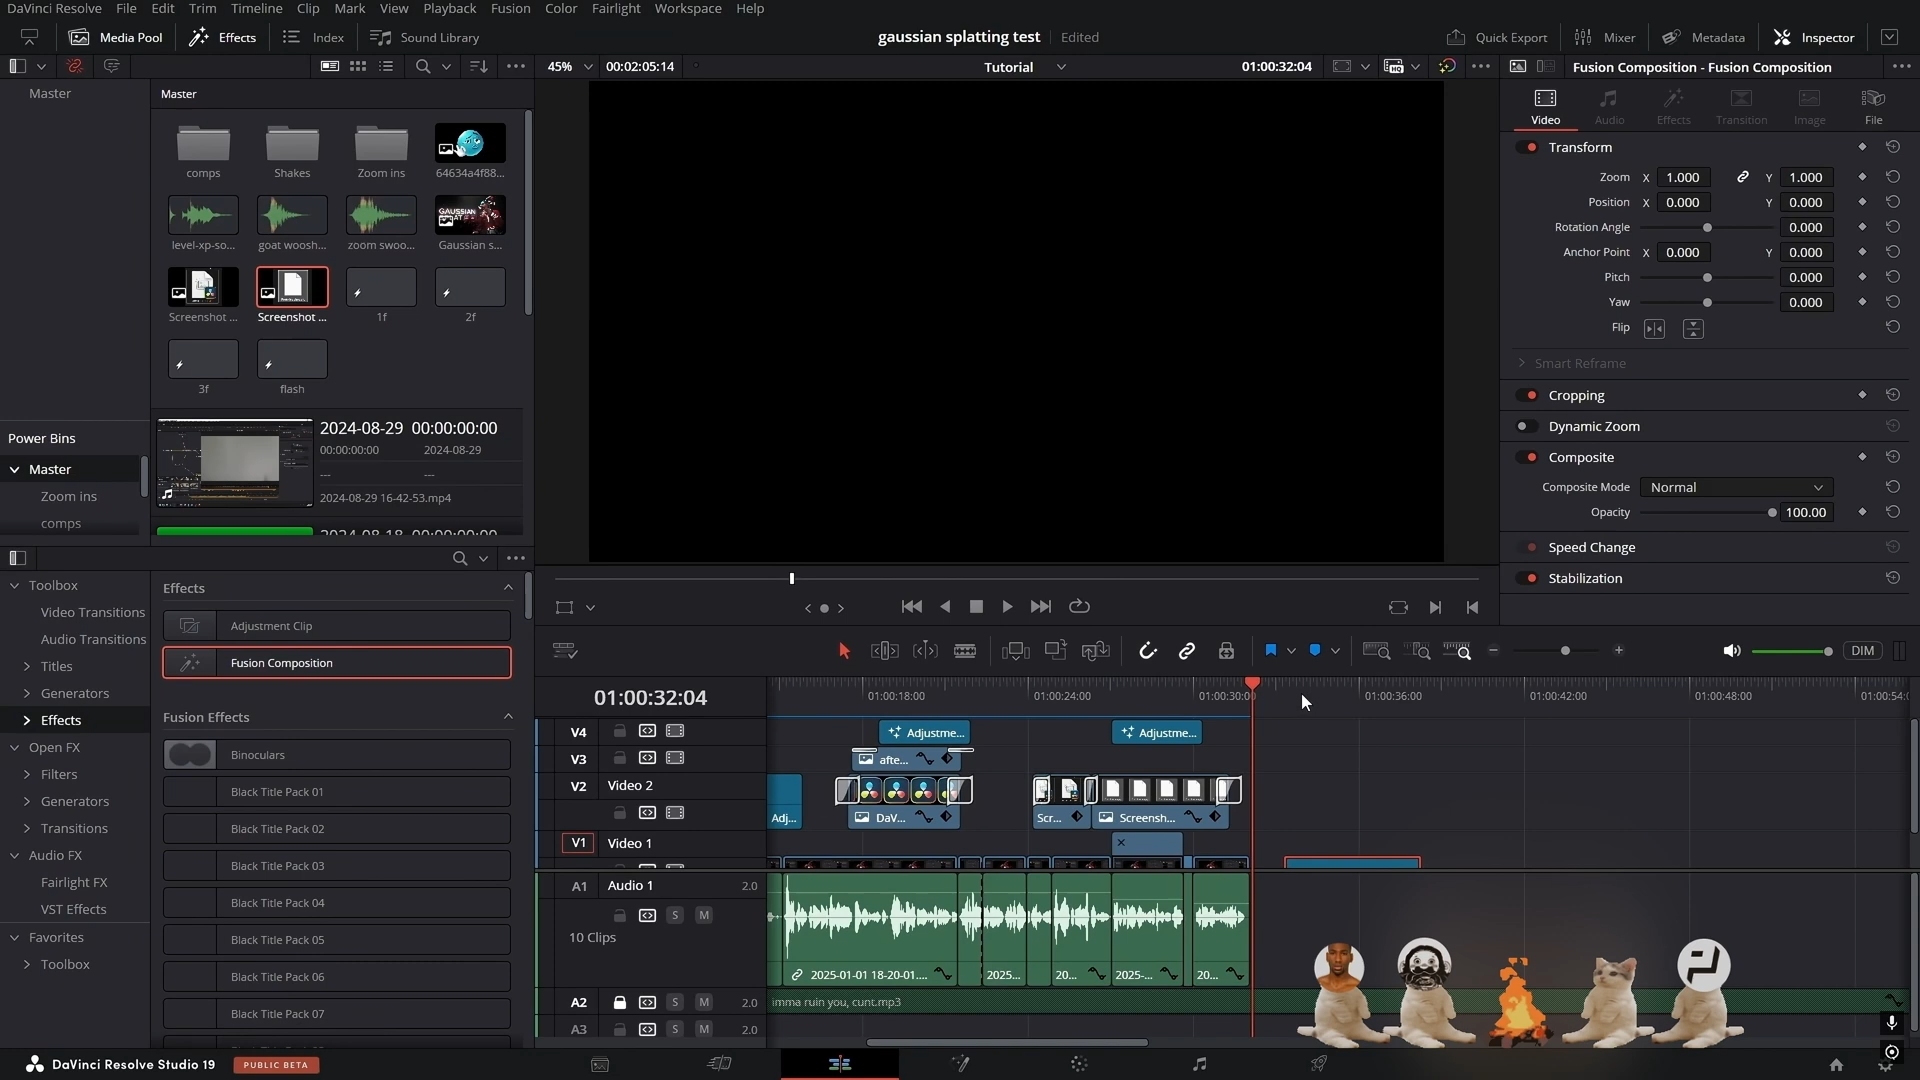 DaVinci Resolve File Edit Trim Timeline Clip Mark View Playback Fusion Color Fairlight Workspace Help
Media Pool Effects Index Sound Library gaussian splatting test Edited Quick Export Mixer Metadata Inspector
45% 00:02:05:14 Tutorial 01:00:32:04 Fusion Composition - Fusion Composition
Master Master
Video Audio Effects Transition Image File
Transform
comps Shakes Zoom ins 64634a4f88...
Zoom X 1.000 Y 1.000
Position X 0.000 Y 0.000
Rotation Angle 0.000
level-xp-so... goat woosh... zoom swoo... Gaussian s...
Anchor Point X 0.000 Y 0.000
Pitch 0.000
Yaw 0.000
Screenshot ... Screenshot ... 1f 2f
Flip
Smart Reframe
3f flash
Cropping
Dynamic Zoom
Composite
Composite Mode Normal
Opacity 100.00
Speed Change
Stabilization
Power Bins
Master
Zoom ins
comps
2024-08-29 00:00:00:00
00:00:00:00 2024-08-29
---
---
2024-08-29 16-42-53.mp4
2024-08-18 00:00:00:00
Toolbox
Video Transitions
Audio Transitions
Titles
Generators
Effects
Open FX
Filters
Generators
Transitions
Audio FX
Fairlight FX
VST Effects
Favorites
Toolbox
Effects
Adjustment Clip
Fusion Composition
Fusion Effects
Binoculars
Black Title Pack 01
Black Title Pack 02
Black Title Pack 03
Black Title Pack 04
Black Title Pack 05
Black Title Pack 06
Black Title Pack 07
DIM
01:00:32:04 01:00:18:00 01:00:24:00 01:00:30:00 01:00:36:00 01:00:42:00 01:00:48:00 01:00:54:0
V4 Adjustme... Adjustme...
V3 afte...
V2 Video 2
Adj... DaV... Scr... Screensh...
V1 Video 1
A1 Audio 1 2.0
S M
10 Clips
2025-01-01 18-20-01.... 2025... 20... 2025-... 20...
A2 S M 2.0 imma ruin you, cunt.mp3
A3 S M 2.0
DaVinci Resolve Studio 19 PUBLIC BETA